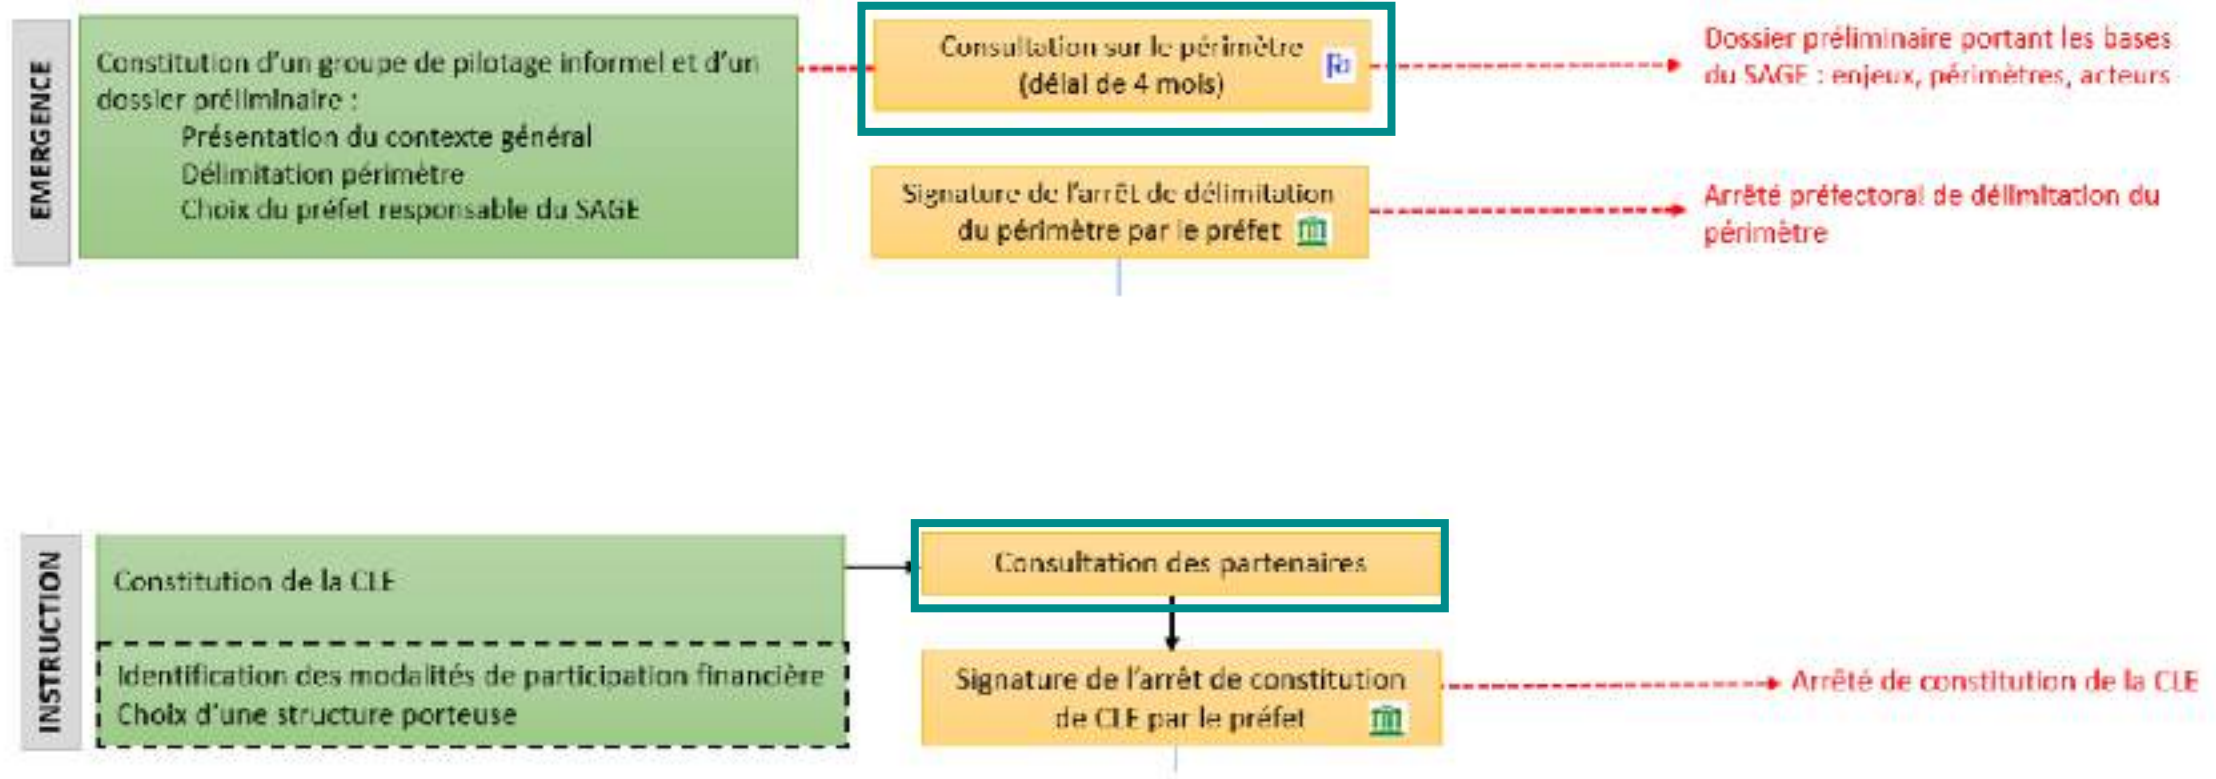 EMERGENCE
Constitution d'un groupe de pilotage informel et d'un
dossier préliminaire :
Présentation du contexte général
Délimitation périmètre
Choix du préfet responsable du SAGE
Consultation sur le périmètre
(délai de 4 mois)
Dossier préliminaire portant les bases
du SAGE : enjeux, périmètres, acteurs
Signature de l'arrêt de délimitation
du périmètre par le préfet
Arrêté préfectoral de délimitation du
périmètre
INSTRUCTION
Constitution de la CLE
Identification des modalités de participation financière
Choix d'une structure porteuse
Consultation des partenaires
Signature de l'arrêt de constitution
de CLE par le préfet
Arrêté de constitution de la CLE